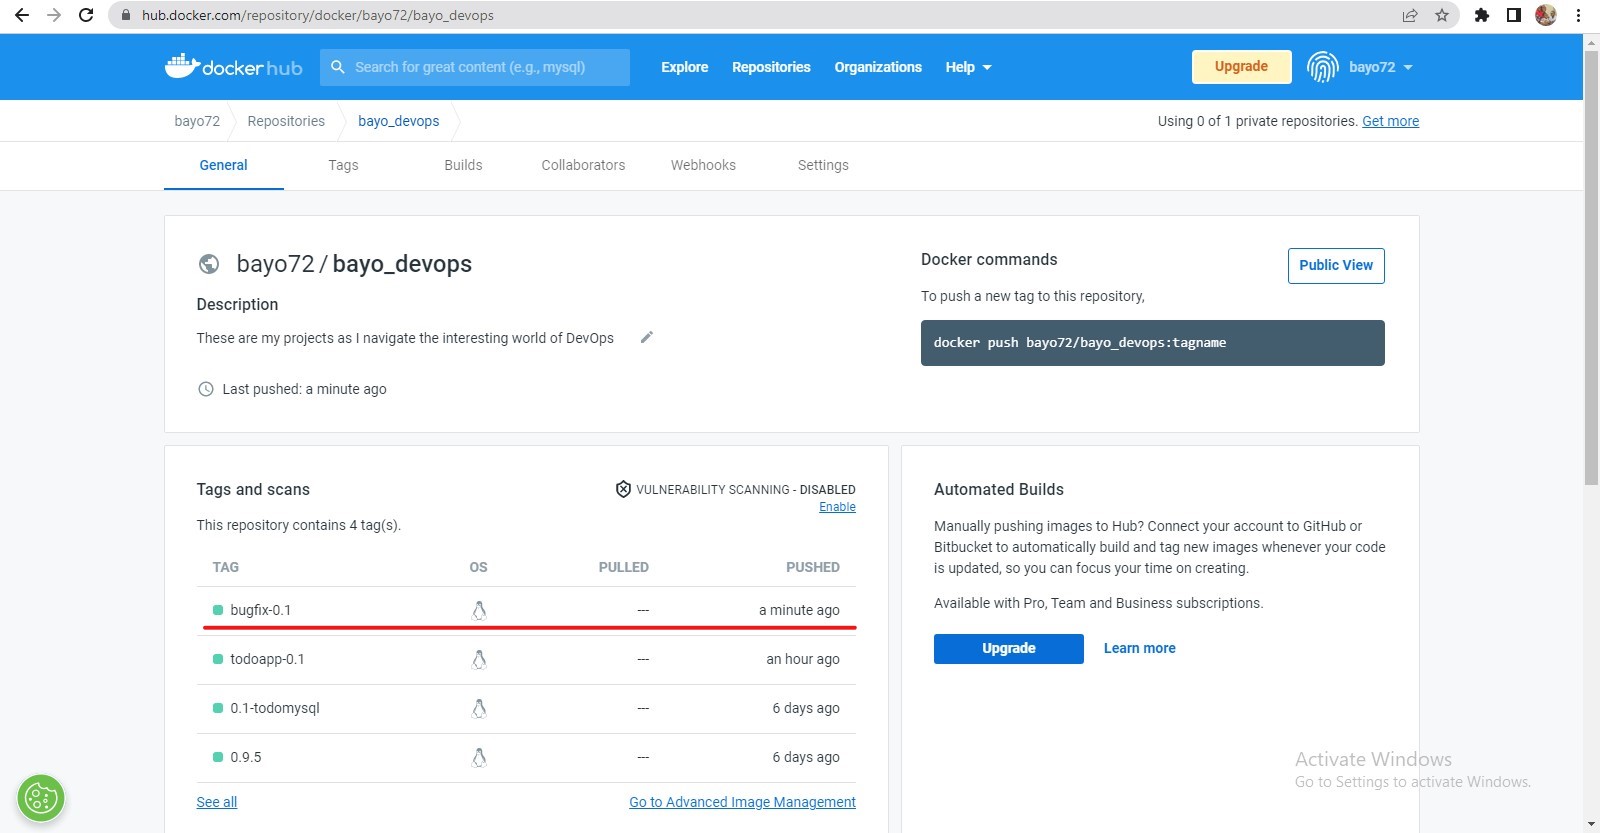 hub.docker.com/repository/docker/bayo72/bayo_devops
docker hub
Search for great content (e.g., mysql)
Explore
Repositories
Organizations
Help
Upgrade
bayo72
bayo72
Repositories
bayo_devops
Using 0 of 1 private repositories. Get more
General
Tags
Builds
Collaborators
Webhooks
Settings
bayo72 / bayo_devops
Description
These are my projects as I navigate the interesting world of DevOps
Last pushed: a minute ago
Docker commands
Public View
To push a new tag to this repository,
docker push bayo72/bayo_devops:tagname
Tags and scans
VULNERABILITY SCANNING - DISABLED
Enable
This repository contains 4 tag(s).
TAG OS PULLED PUSHED
bugfix-0.1 --- a minute ago
todoapp-0.1 --- an hour ago
0.1-todomysql --- 6 days ago
0.9.5 --- 6 days ago
See all
Go to Advanced Image Management
Automated Builds
Manually pushing images to Hub? Connect your account to GitHub or
Bitbucket to automatically build and tag new images whenever your code
is updated, so you can focus your time on creating.
Available with Pro, Team and Business subscriptions.
Upgrade
Learn more
Activate Windows
Go to Settings to activate Windows.